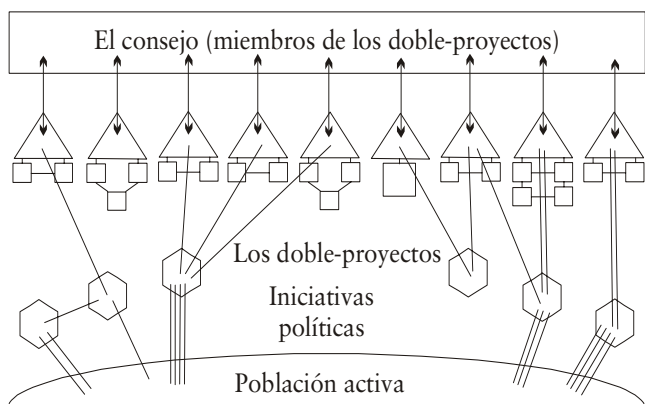 El consejo (miembros de los doble-proyectos)
Los doble-proyectos
Iniciativas
políticas
Población activa